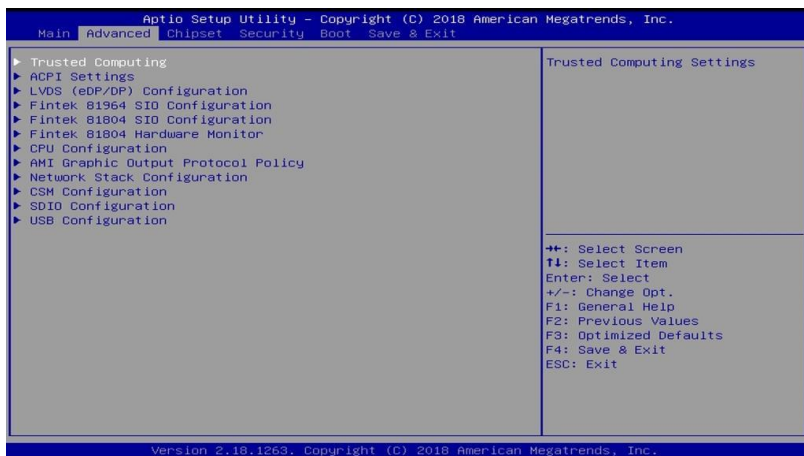 Aptio Setup Utility – Copyright (C) 2018 American Megatrends, Inc.
Main Advanced Chipset Security Boot Save & Exit
▶ Trusted Computing
▶ ACPI Settings
▶ LVDS (eDP/DP) Configuration
▶ Fintek 81964 SIO Configuration
▶ Fintek 81804 SIO Configuration
▶ Fintek 81804 Hardware Monitor
▶ CPU Configuration
▶ AMI Graphic Output Protocol Policy
▶ Network Stack Configuration
▶ CSM Configuration
▶ SDIO Configuration
▶ USB Configuration
Trusted Computing Settings
→←: Select Screen
↑↓: Select Item
Enter: Select
+/-: Change Opt.
F1: General Help
F2: Previous Values
F3: Optimized Defaults
F4: Save & Exit
ESC: Exit
Version 2.18.1263. Copyright (C) 2018 American Megatrends, Inc.